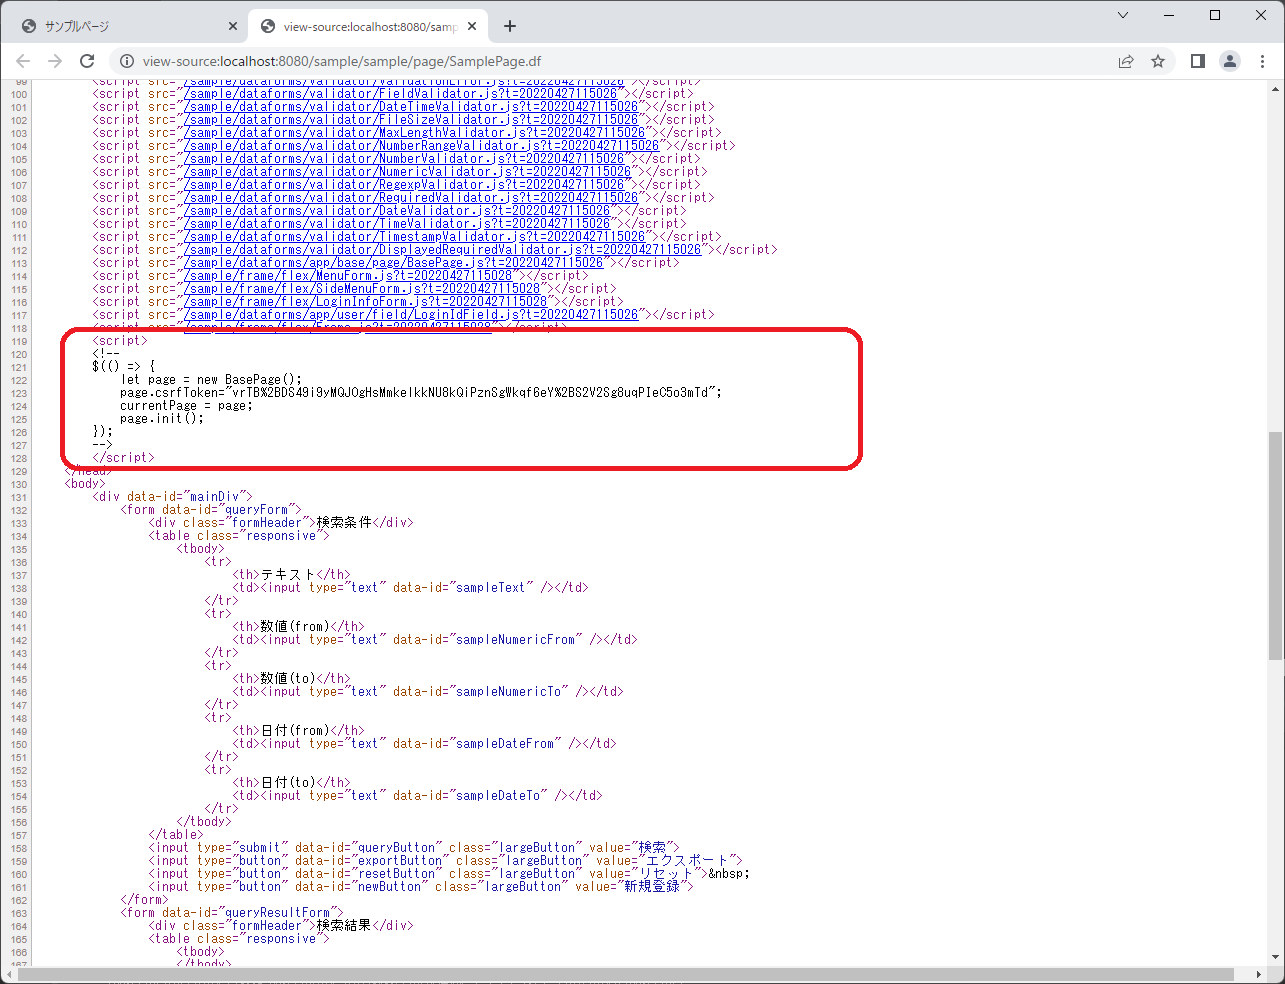 サンプルページ
view-source:localhost:8080/samp
view-source:localhost:8080/sample/sample/page/SamplePage.df
99 <script src="/sample/dataforms/validator/ValidationError.js?t=20220427115026"></script>
100 <script src="/sample/dataforms/validator/FieldValidator.js?t=20220427115026"></script>
101 <script src="/sample/dataforms/validator/DateTimeValidator.js?t=20220427115026"></script>
102 <script src="/sample/dataforms/validator/FileSizeValidator.js?t=20220427115026"></script>
103 <script src="/sample/dataforms/validator/MaxLengthValidator.js?t=20220427115026"></script>
104 <script src="/sample/dataforms/validator/NumberRangeValidator.js?t=20220427115026"></script>
105 <script src="/sample/dataforms/validator/NumberValidator.js?t=20220427115026"></script>
106 <script src="/sample/dataforms/validator/NumericValidator.js?t=20220427115026"></script>
107 <script src="/sample/dataforms/validator/RegexpValidator.js?t=20220427115026"></script>
108 <script src="/sample/dataforms/validator/RequiredValidator.js?t=20220427115026"></script>
109 <script src="/sample/dataforms/validator/DateValidator.js?t=20220427115026"></script>
110 <script src="/sample/dataforms/validator/TimeValidator.js?t=20220427115026"></script>
111 <script src="/sample/dataforms/validator/TimestampValidator.js?t=20220427115026"></script>
112 <script src="/sample/dataforms/validator/DisplayedRequiredValidator.js?t=20220427115026"></script>
113 <script src="/sample/dataforms/app/base/page/BasePage.js?t=20220427115026"></script>
114 <script src="/sample/frame/flex/MenuForm.js?t=20220427115028"></script>
115 <script src="/sample/frame/flex/SideMenuForm.js?t=20220427115028"></script>
116 <script src="/sample/frame/flex/LoginInfoForm.js?t=20220427115028"></script>
117 <script src="/sample/dataforms/app/user/field/LoginIdField.js?t=20220427115026"></script>
118 <script src="/sample/frame/flex/Frame.js?t=20220427115028"></script>
119 <script>
120 <!--
121 $(() => {
122 let page = new BasePage();
123 page.csrfToken="vrTB%2BDS49i9yMQJOgHsMmkeIkkNU8kQiPznSgWkqf6eY%2BS2V2Sg8uqPIeC5o3mTd";
124 currentPage = page;
125 page.init();
126 });
127 -->
128 </script>
129 </head>
130 <body>
131 <div data-id="mainDiv">
132 <form data-id="queryForm">
133 <div class="formHeader">検索条件</div>
134 <table class="responsive">
135 <tbody>
136 <tr>
137 <th>テキスト</th>
138 <td><input type="text" data-id="sampleText" /></td>
139 </tr>
140 <tr>
141 <th>数値(from)</th>
142 <td><input type="text" data-id="sampleNumericFrom" /></td>
143 </tr>
144 <tr>
145 <th>数値(to)</th>
146 <td><input type="text" data-id="sampleNumericTo" /></td>
147 </tr>
148 <tr>
149 <th>日付(from)</th>
150 <td><input type="text" data-id="sampleDateFrom" /></td>
151 </tr>
152 <tr>
153 <th>日付(to)</th>
154 <td><input type="text" data-id="sampleDateTo" /></td>
155 </tr>
156 </tbody>
157 </table>
158 <input type="submit" data-id="queryButton" class="largeButton" value="検索">
159 <input type="button" data-id="exportButton" class="largeButton" value="エクスポート">
160 <input type="button" data-id="resetButton" class="largeButton" value="リセット">&nbsp;
161 <input type="button" data-id="newButton" class="largeButton" value="新規登録">
162 </form>
163 <form data-id="queryResultForm">
164 <div class="formHeader">検索結果</div>
165 <table class="responsive">
166 <tbody>
167 </tbody>